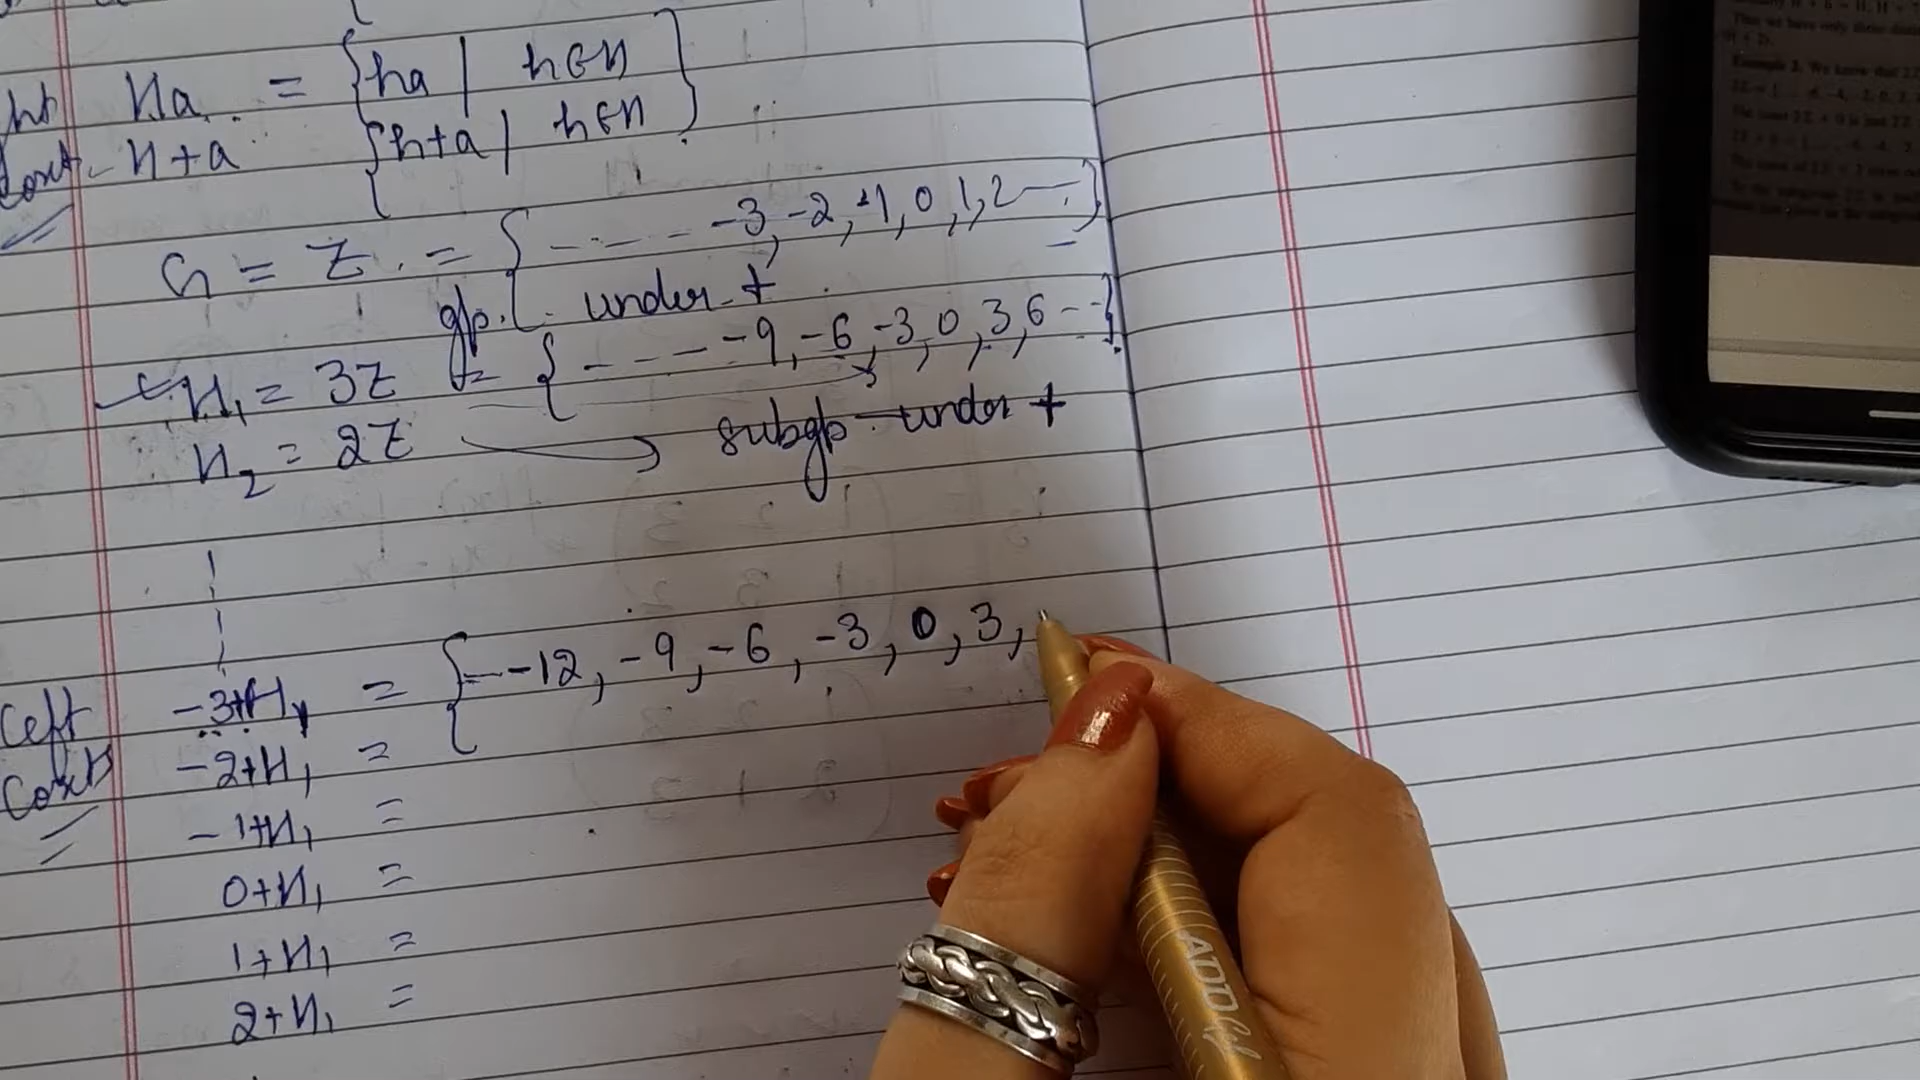 Ha = {ha | h∈H}
H+a {h+a | h∈H
G = Z = { ---- -3, -2, -1, 0, 1, 2 --- }
gp. under +
H₁ = 3Z = { ---- -9, -6, -3, 0, 3, 6 -- }
H₂ = 2Z → subgp under +
Left -3+H₁ = { -- -12, -9, -6, -3, 0, 3,
Coset -2+H₁ =
-1+H₁ =
0+H₁ =
1+H₁ =
2+H₁ =
ADD